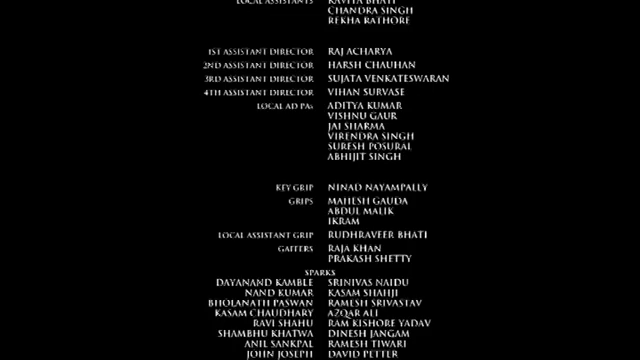 LOCAL ASSISTANTS KAVITA BHATI
CHANDRA SINGH
REKHA RATHORE
1ST ASSISTANT DIRECTOR RAJ ACHARYA
2ND ASSISTANT DIRECTOR HARSH CHAUHAN
3RD ASSISTANT DIRECTOR SUJATA VENKATESWARAN
4TH ASSISTANT DIRECTOR VIHAN SURVASE
LOCAL AD PAs ADITYA KUMAR
VISHNU GAUR
JAI SHARMA
VIRENDRA SINGH
SURESH POSURAL
ABHIJIT SINGH
KEY GRIP NINAD NAYAMPALLY
GRIPS MAHESH GAUDA
ABDUL MALIK
IKRAM
LOCAL ASSISTANT GRIP RUDHRAVEER BHATI
GAFFERS RAJA KHAN
PRAKASH SHETTY
SPARKS
DAYANAND KAMBLE SRINIVAS NAIDU
NAND KUMAR KASAM SHAHJI
BHOLANATH PASWAN RAMESH SRIVASTAV
KASAM CHAUDHARY AZQAR ALI
RAVI SHAHU RAM KISHORE YADAV
SHAMBHU KHATWA DINESH JANGAM
ANIL SANKPAL RAMESH TIWARI
JOHN JOSEPH DAVID PETTER